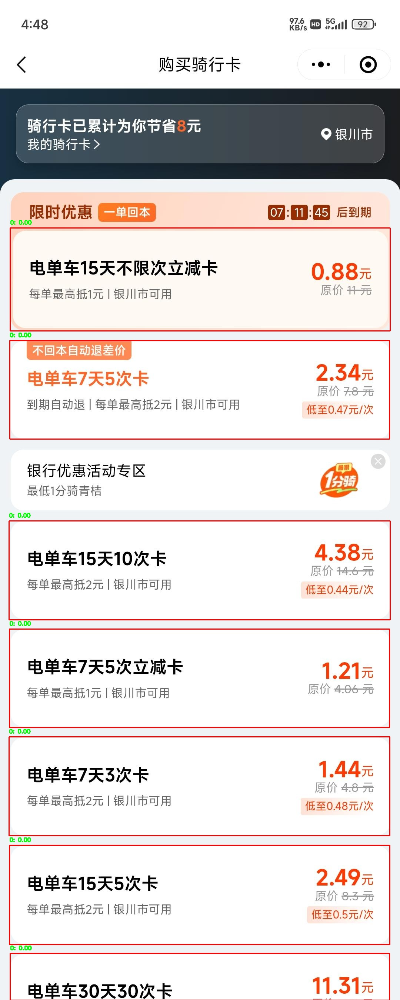 4:48
97.6 KB/s HD 5G 92
购买骑行卡
骑行卡已累计为你节省8元
我的骑行卡>
银川市
限时优惠 一单回本 07:11:45 后到期
0: 0.00
电单车15天不限次立减卡
0.88元
每单最高抵1元 | 银川市可用
原价 11 元
0: 0.00
不回本自动退差价
电单车7天5次卡
2.34元
原价 7.8 元
到期自动退 | 每单最高抵2元 | 银川市可用
低至0.47元/次
银行优惠活动专区
最低1分骑青桔
最低
1分骑
0: 0.00
电单车15天10次卡
4.38元
原价 14.6 元
每单最高抵2元 | 银川市可用
低至0.44元/次
0: 0.00
电单车7天5次立减卡
1.21元
每单最高抵1元 | 银川市可用
原价 4.06 元
0: 0.00
电单车7天3次卡
1.44元
原价 4.8 元
每单最高抵2元 | 银川市可用
低至0.48元/次
0: 0.00
电单车15天5次卡
2.49元
原价 8.3 元
每单最高抵2元 | 银川市可用
低至0.5元/次
0: 0.00
电单车30天30次卡
11.31元